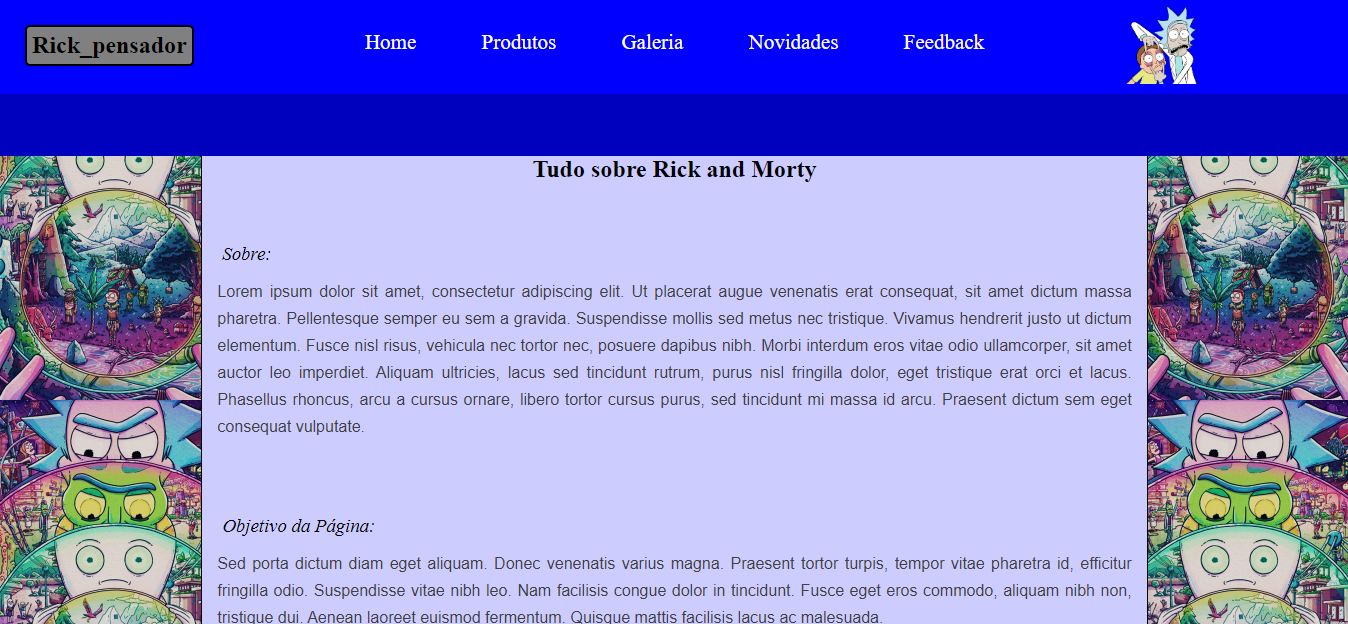 Rick_pensador
Home
Produtos
Galeria
Novidades
Feedback
Tudo sobre Rick and Morty
Sobre:
Lorem ipsum dolor sit amet, consectetur adipiscing elit. Ut placerat augue venenatis erat consequat, sit amet dictum massa
pharetra. Pellentesque semper eu sem a gravida. Suspendisse mollis sed metus nec tristique. Vivamus hendrerit justo ut dictum
elementum. Fusce nisl risus, vehicula nec tortor nec, posuere dapibus nibh. Morbi interdum eros vitae odio ullamcorper, sit amet
auctor leo imperdiet. Aliquam ultricies, lacus sed tincidunt rutrum, purus nisl fringilla dolor, eget tristique erat orci et lacus.
Phasellus rhoncus, arcu a cursus ornare, libero tortor cursus purus, sed tincidunt mi massa id arcu. Praesent dictum sem eget
consequat vulputate.
Objetivo da Página:
Sed porta dictum diam eget aliquam. Donec venenatis varius magna. Praesent tortor turpis, tempor vitae pharetra id, efficitur
fringilla odio. Suspendisse vitae nibh leo. Nam facilisis congue dolor in tincidunt. Fusce eget eros commodo, aliquam nibh non,
tristique dui. Aenean laoreet euismod fermentum. Quisque mattis facilisis lacus ac malesuada.